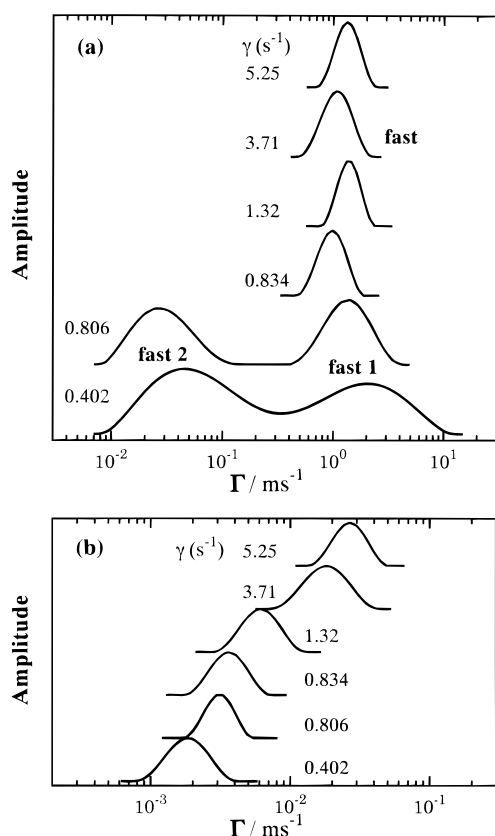 (a)
γ (s⁻¹)
5.25
3.71
fast
1.32
0.834
0.806
fast 2
fast 1
0.402
Amplitude
10⁻²
10⁻¹
10⁰
10¹
Γ / ms⁻¹
(b)
γ (s⁻¹)
5.25
3.71
1.32
0.834
0.806
0.402
Amplitude
10⁻³
10⁻²
10⁻¹
Γ / ms⁻¹